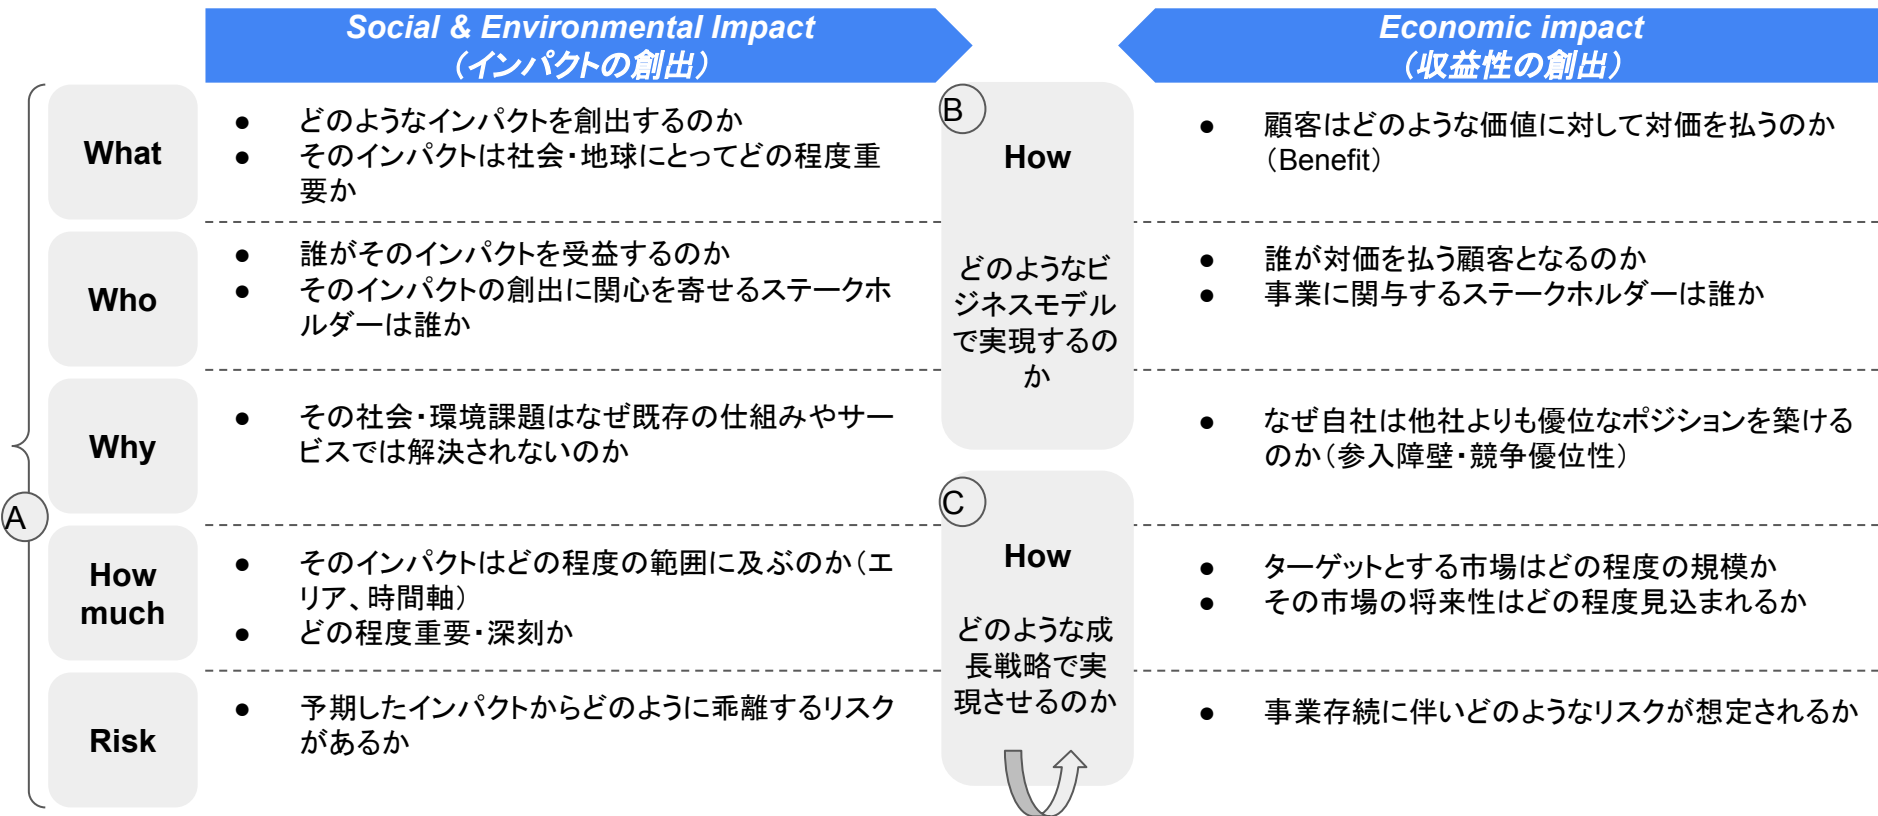 Social & Environmental Impact
（インパクトの創出）
Economic impact
（収益性の創出）
A
What
● どのようなインパクトを創出するのか
● そのインパクトは社会・地球にとってどの程度重
要か
Who
● 誰がそのインパクトを受益するのか
● そのインパクトの創出に関心を寄せるステークホ
ルダーは誰か
Why
● その社会・環境課題はなぜ既存の仕組みやサー
ビスでは解決されないのか
How
much
● そのインパクトはどの程度の範囲に及ぶのか（エ
リア、時間軸）
● どの程度重要・深刻か
Risk
● 予期したインパクトからどのように乖離するリスク
があるか
B
How
どのようなビ
ジネスモデル
で実現するの
か
C
How
どのような成
長戦略で実
現させるのか
● 顧客はどのような価値に対して対価を払うのか
（Benefit）
● 誰が対価を払う顧客となるのか
● 事業に関与するステークホルダーは誰か
● なぜ自社は他社よりも優位なポジションを築ける
のか（参入障壁・競争優位性）
● ターゲットとする市場はどの程度の規模か
● その市場の将来性はどの程度見込まれるか
● 事業存続に伴いどのようなリスクが想定されるか